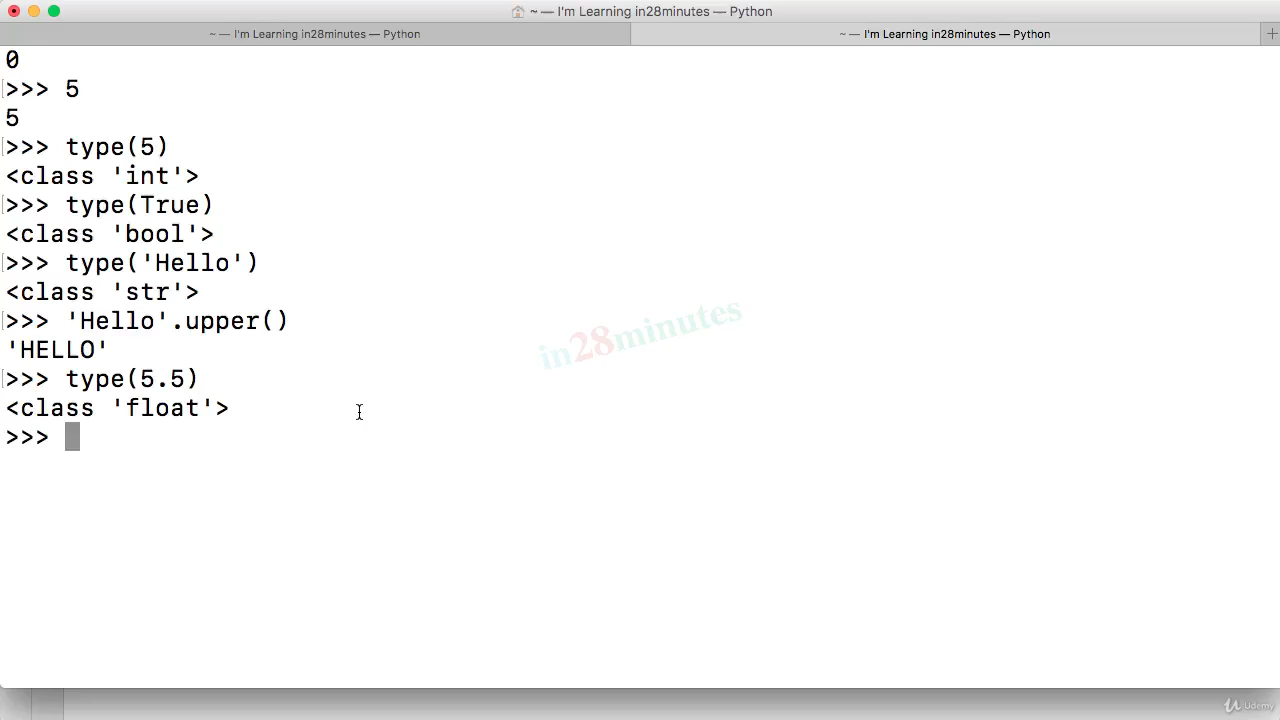 ~ — I'm Learning in28minutes — Python
~ — I'm Learning in28minutes — Python
~ — I'm Learning in28minutes — Python
0
>>> 5
5
>>> type(5)
<class 'int'>
>>> type(True)
<class 'bool'>
>>> type('Hello')
<class 'str'>
>>> 'Hello'.upper()
'HELLO'
>>> type(5.5)
<class 'float'>
>>>
in28minutes
Udemy